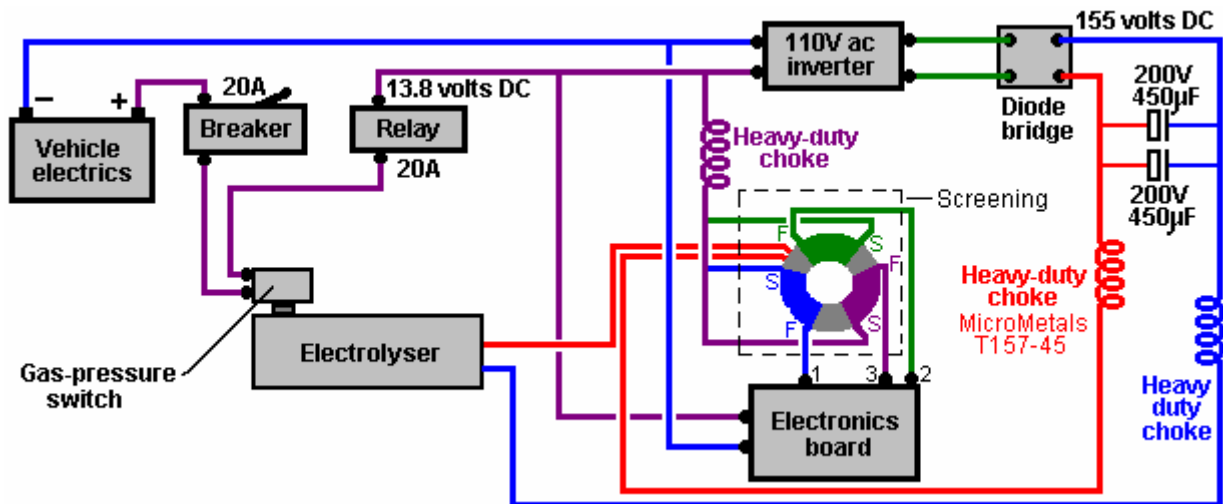 155 volts DC
110V ac
inverter
Diode
bridge
200V
450µF
200V
450µF
– +
Vehicle
electrics
20A
Breaker
13.8 volts DC
Relay
20A
Heavy-duty
choke
Screening
F
S
F
S
F
S
Heavy-duty
choke
MicroMetals
T157-45
Heavy
duty
choke
Gas-pressure
switch
Electrolyser
1 3 2
Electronics
board